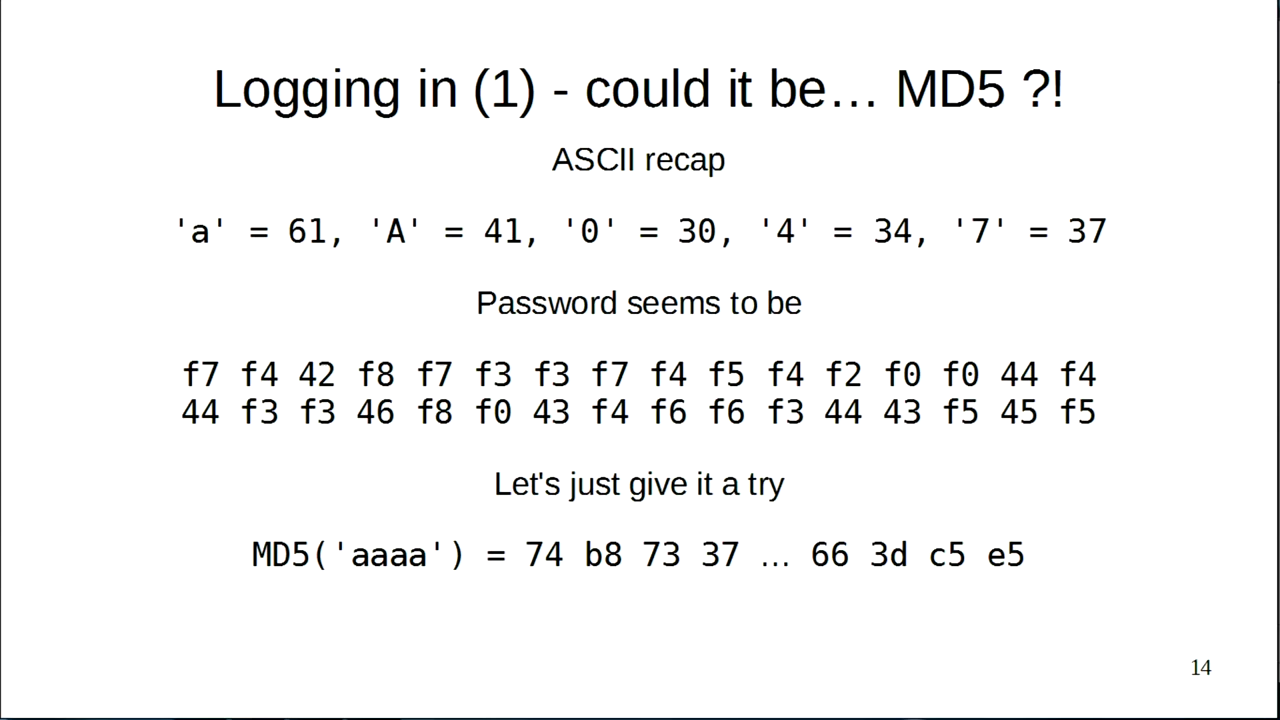 Logging in (1) - could it be… MD5 ?!
ASCII recap
'a' = 61, 'A' = 41, '0' = 30, '4' = 34, '7' = 37
Password seems to be
f7 f4 42 f8 f7 f3 f3 f7 f4 f5 f4 f2 f0 f0 44 f4
44 f3 f3 46 f8 f0 43 f4 f6 f6 f3 44 43 f5 45 f5
Let's just give it a try
MD5('aaaa') = 74 b8 73 37 … 66 3d c5 e5
14